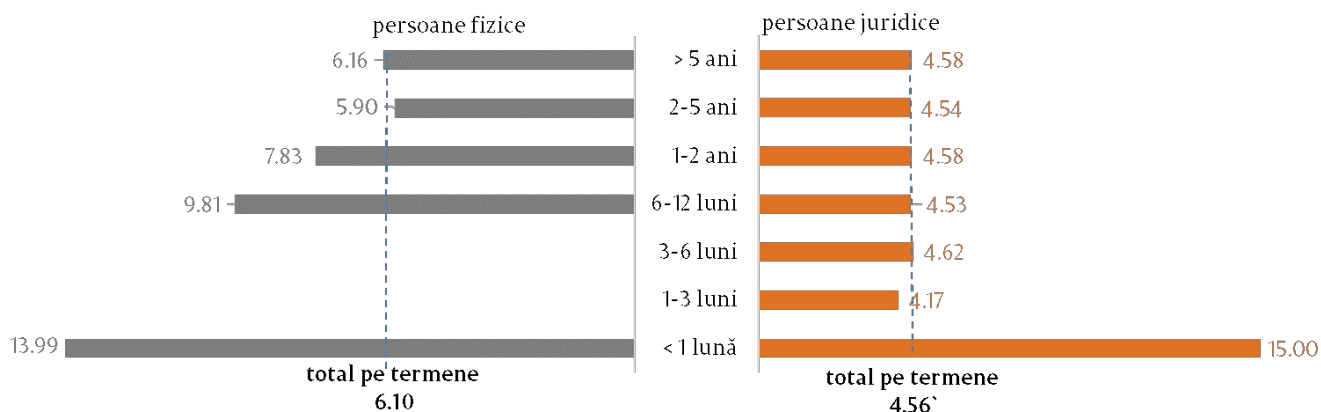 persoane fizice persoane juridice
6.16 > 5 ani 4.58
5.90 2-5 ani 4.54
7.83 1-2 ani 4.58
9.81 6-12 luni 4.53
3-6 luni 4.62
1-3 luni 4.17
13.99 < 1 lună 15.00
total pe termene total pe termene
6.10 4.56`